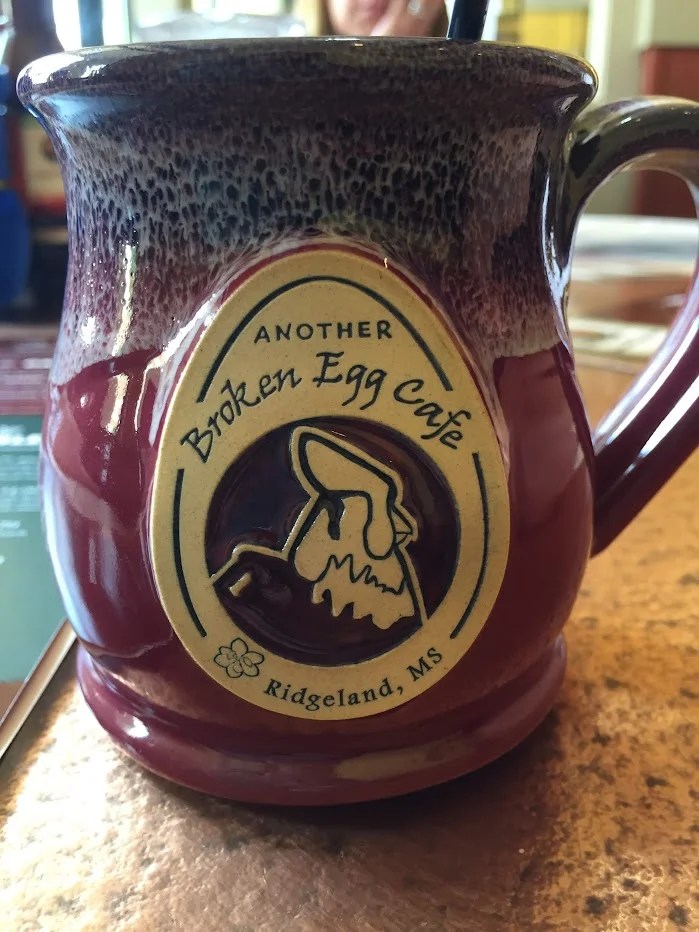 ANOTHER
Broken Egg Cafe
Ridgeland, MS